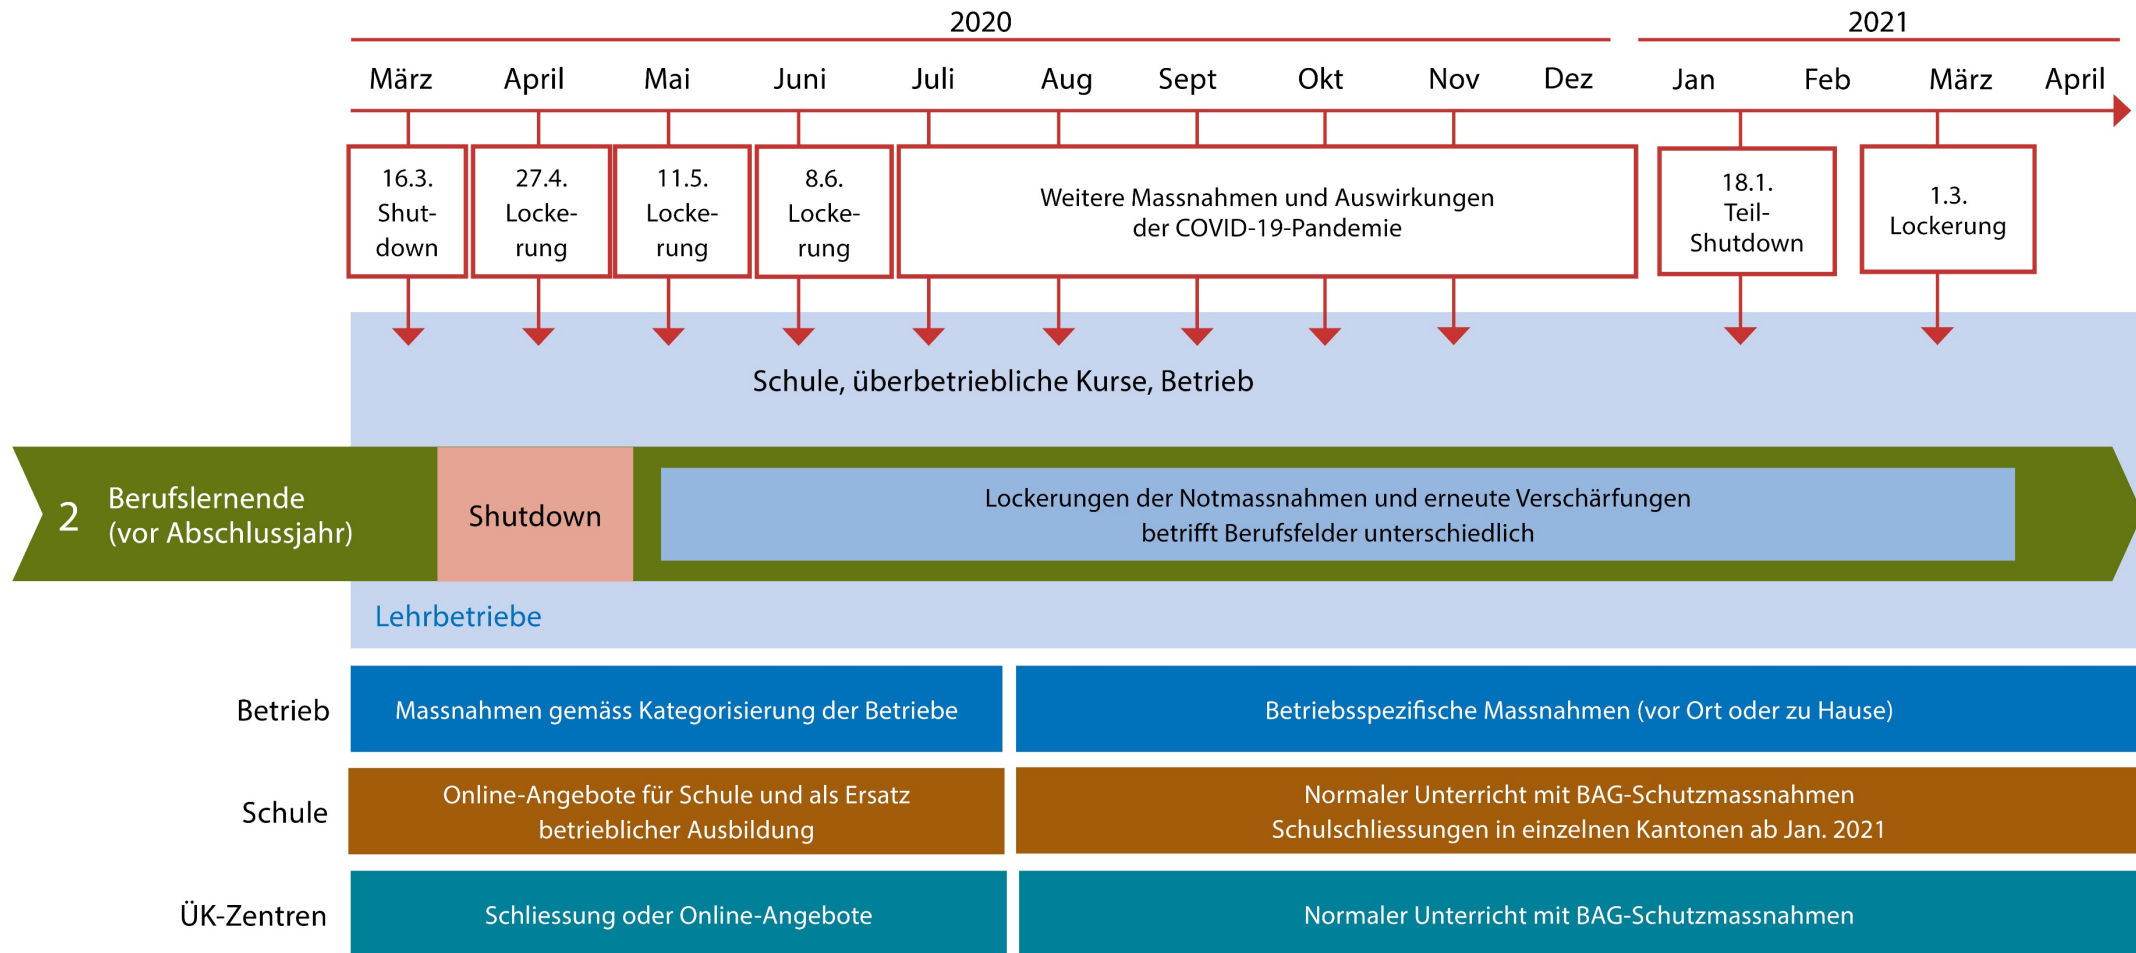 2020
2021
März April Mai Juni Juli Aug Sept Okt Nov Dez Jan Feb März April
16.3.
Shut-
down
27.4.
Locke-
rung
11.5.
Locke-
rung
8.6.
Locke-
rung
Weitere Massnahmen und Auswirkungen
der COVID-19-Pandemie
18.1.
Teil-
Shutdown
1.3.
Lockerung
Schule, überbetriebliche Kurse, Betrieb
2
Berufslernende
(vor Abschlussjahr)
Shutdown
Lockerungen der Notmassnahmen und erneute Verschärfungen
betrifft Berufsfelder unterschiedlich
Lehrbetriebe
Betrieb
Massnahmen gemäss Kategorisierung der Betriebe
Betriebsspezifische Massnahmen (vor Ort oder zu Hause)
Schule
Online-Angebote für Schule und als Ersatz
betrieblicher Ausbildung
Normaler Unterricht mit BAG-Schutzmassnahmen
Schulschliessungen in einzelnen Kantonen ab Jan. 2021
ÜK-Zentren
Schliessung oder Online-Angebote
Normaler Unterricht mit BAG-Schutzmassnahmen